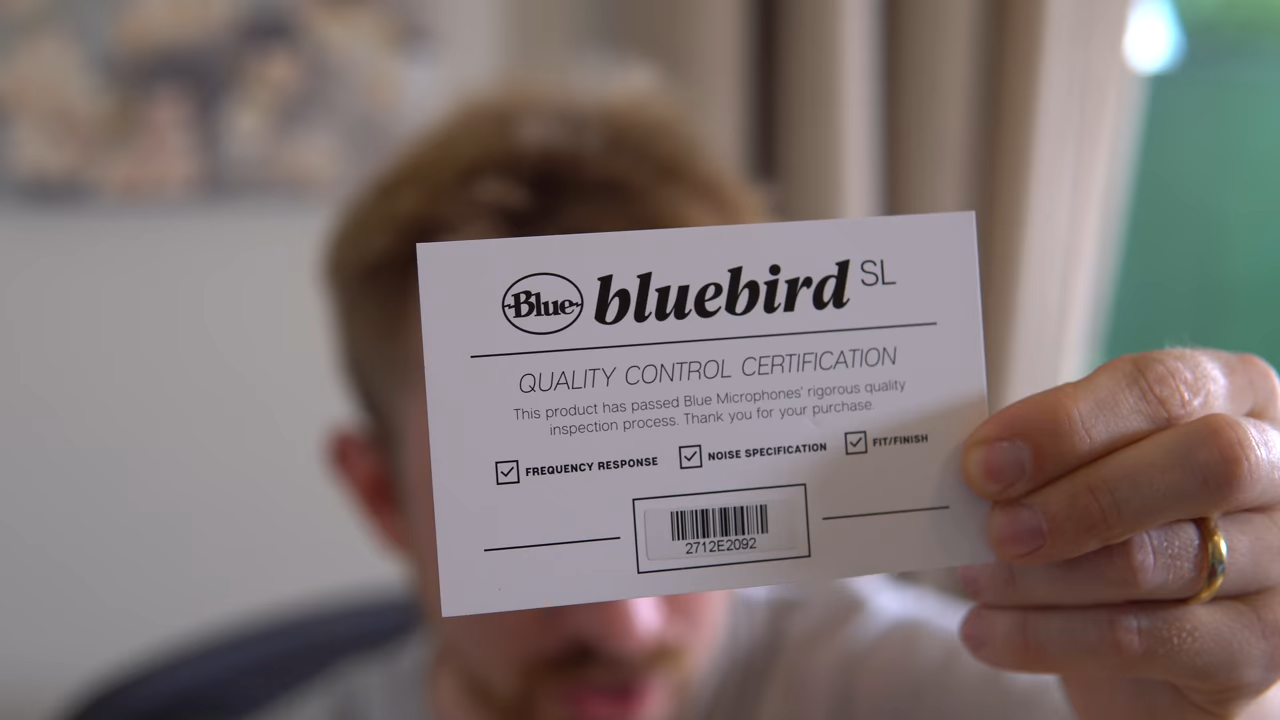 Blue bluebird SL
QUALITY CONTROL CERTIFICATION
This product has passed Blue Microphones' rigorous quality
inspection process. Thank you for your purchase.
FREQUENCY RESPONSE NOISE SPECIFICATION FIT/FINISH
2712E2092